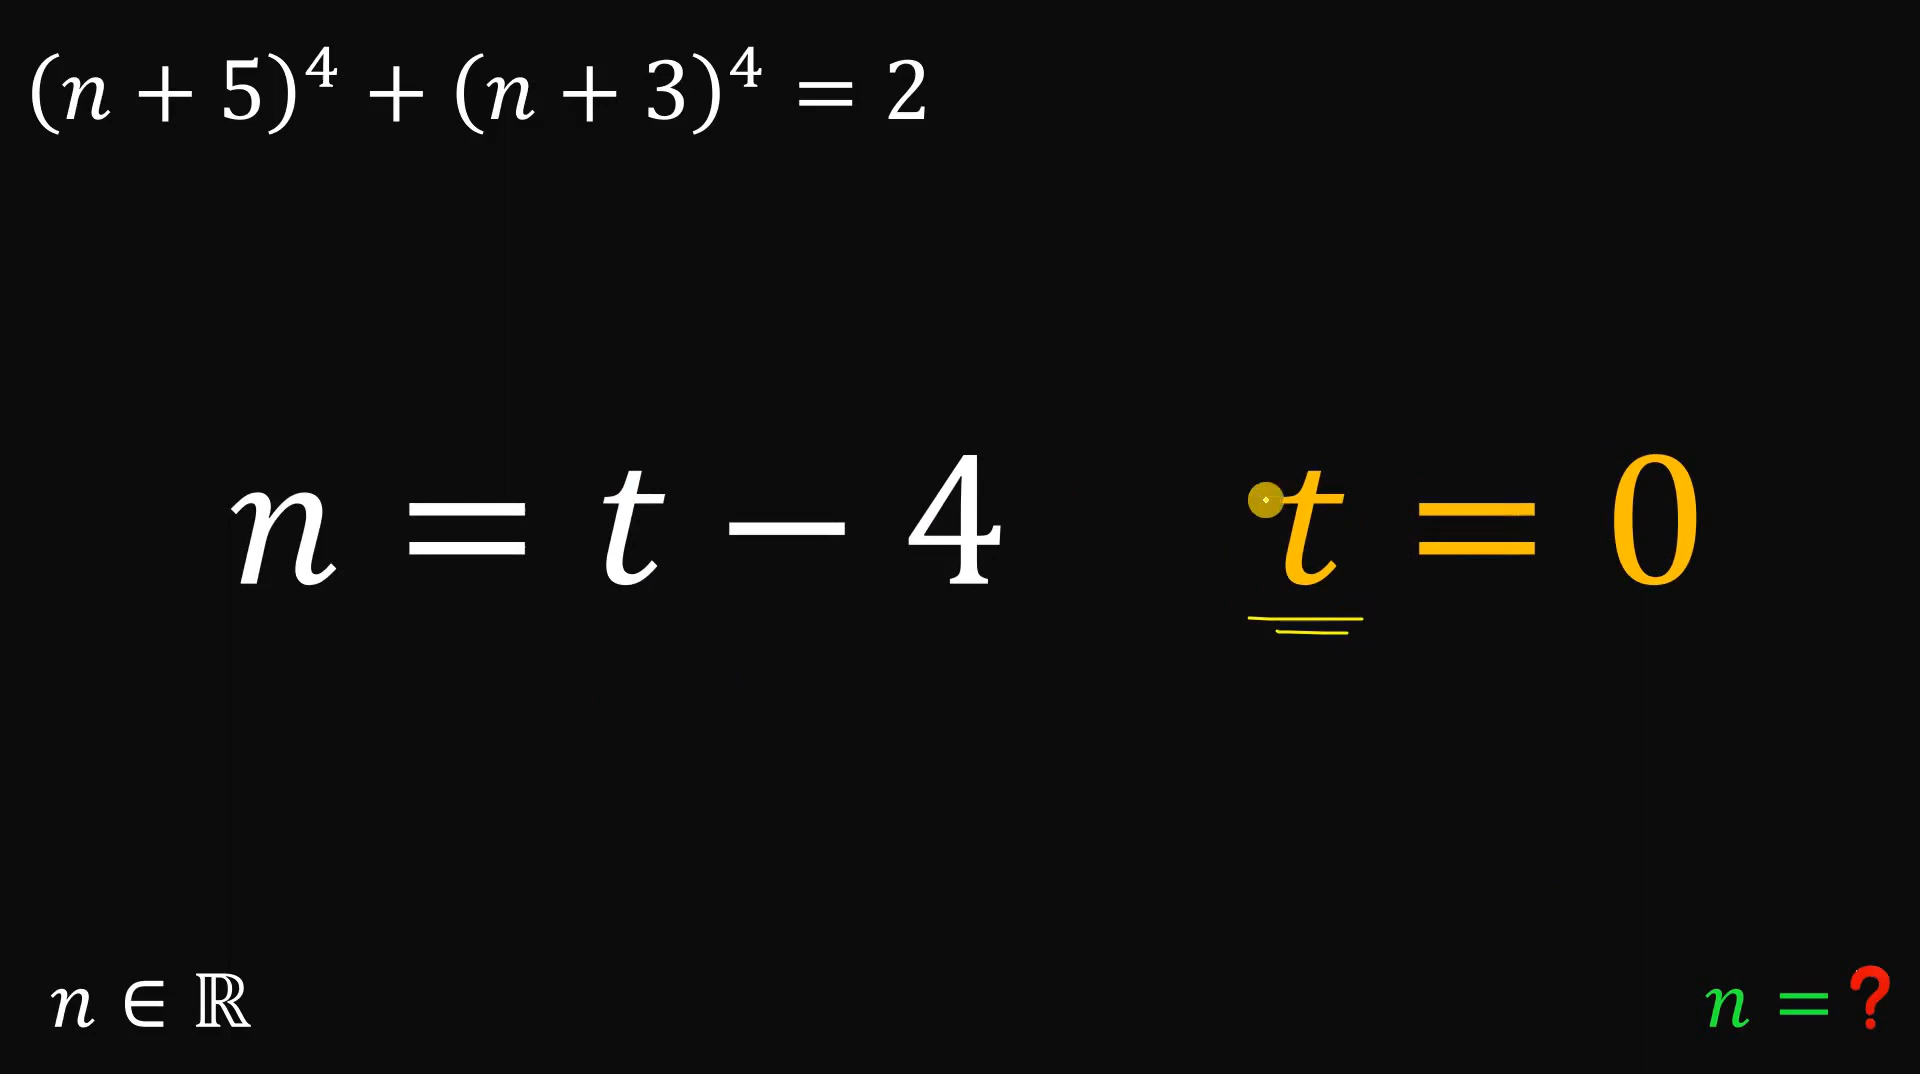 (n + 5)⁴ + (n + 3)⁴ = 2
n = t − 4
t = 0
n ∈ ℝ
n = ❓